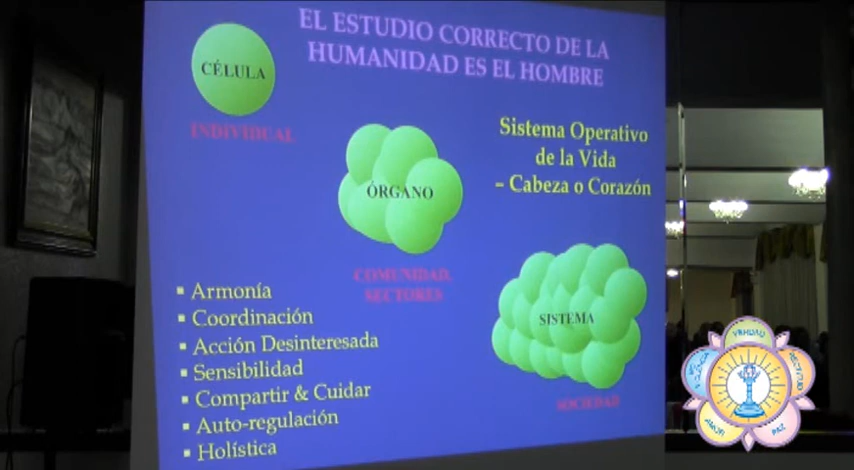 EL ESTUDIO CORRECTO DE LA
HUMANIDAD ES EL HOMBRE
CÉLULA
INDIVIDUAL
Sistema Operativo
de la Vida
– Cabeza o Corazón
ÓRGANO
COMUNIDAD,
SECTORES
SISTEMA
SOCIEDAD
▪ Armonía
▪ Coordinación
▪ Acción Desinteresada
▪ Sensibilidad
▪ Compartir & Cuidar
▪ Auto-regulación
▪ Holística
VERDAD
RECTITUD
PAZ
AMOR